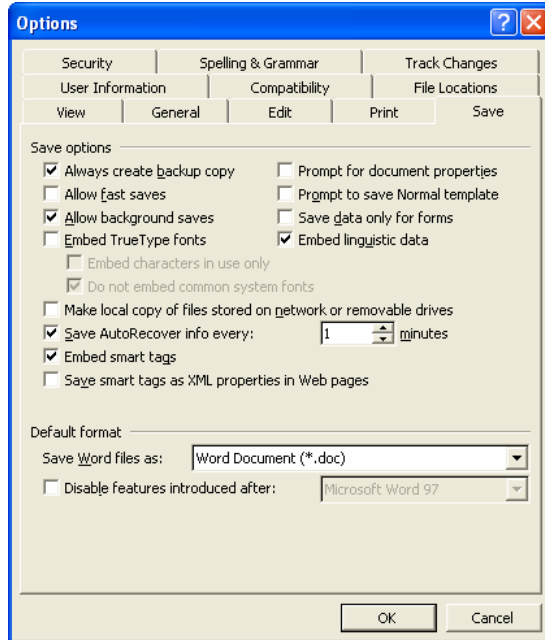 Options
Security Spelling & Grammar Track Changes
User Information Compatibility File Locations
View General Edit Print Save
Save options
Always create backup copy Prompt for document properties
Allow fast saves Prompt to save Normal template
Allow background saves Save data only for forms
Embed TrueType fonts Embed linguistic data
Embed characters in use only
Do not embed common system fonts
Make local copy of files stored on network or removable drives
Save AutoRecover info every: 1 minutes
Embed smart tags
Save smart tags as XML properties in Web pages
Default format
Save Word files as: Word Document (*.doc)
Disable features introduced after: Microsoft Word 97
OK Cancel